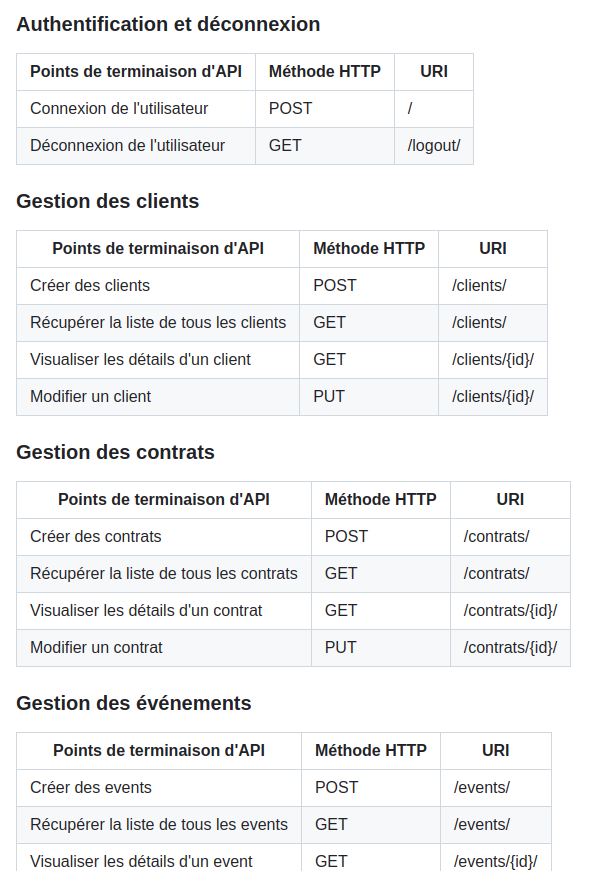 Authentification et déconnexion
Points de terminaison d'API Méthode HTTP URI
Connexion de l'utilisateur POST /
Déconnexion de l'utilisateur GET /logout/
Gestion des clients
Points de terminaison d'API Méthode HTTP URI
Créer des clients POST /clients/
Récupérer la liste de tous les clients GET /clients/
Visualiser les détails d'un client GET /clients/{id}/
Modifier un client PUT /clients/{id}/
Gestion des contrats
Points de terminaison d'API Méthode HTTP URI
Créer des contrats POST /contrats/
Récupérer la liste de tous les contrats GET /contrats/
Visualiser les détails d'un contrat GET /contrats/{id}/
Modifier un contrat PUT /contrats/{id}/
Gestion des événements
Points de terminaison d'API Méthode HTTP URI
Créer des events POST /events/
Récupérer la liste de tous les events GET /events/
Visualiser les détails d'un event GET /events/{id}/